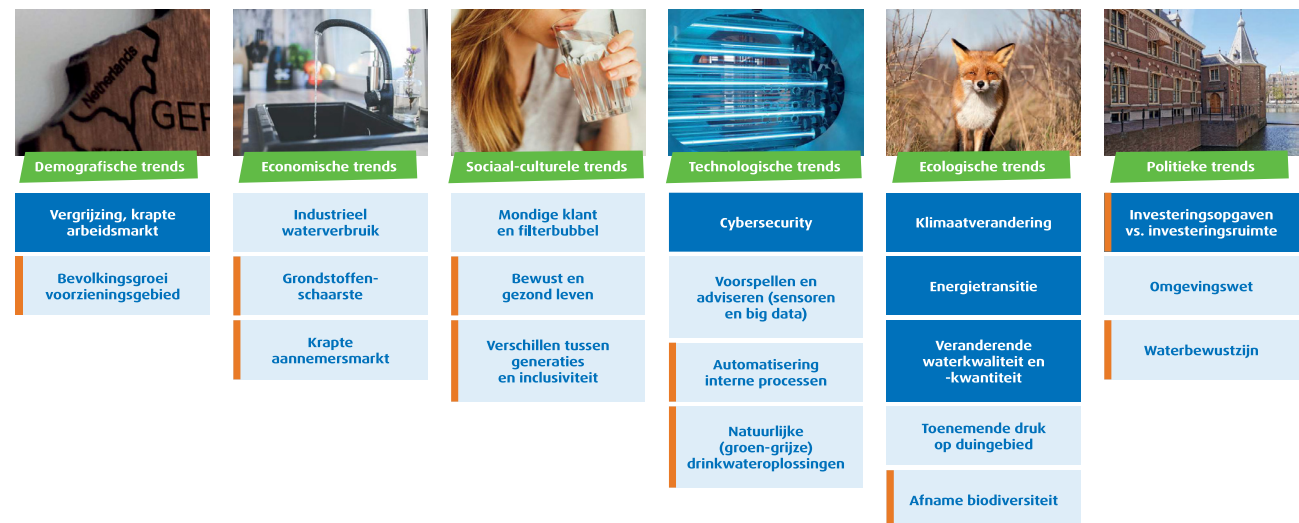 Netherlands
GER
Demografische trends
Vergrijzing, krapte
arbeidsmarkt
Bevolkingsgroei
voorzieningsgebied
Economische trends
Industrieel
waterverbruik
Grondstoffen-
schaarste
Krapte
aannemersmarkt
Sociaal-culturele trends
Mondige klant
en filterbubbel
Bewust en
gezond leven
Verschillen tussen
generaties
en inclusiviteit
Technologische trends
Cybersecurity
Voorspellen en
adviseren (sensoren
en big data)
Automatisering
interne processen
Natuurlijke
(groen-grijze)
drinkwateroplossingen
Ecologische trends
Klimaatverandering
Energietransitie
Veranderende
waterkwaliteit en
-kwantiteit
Toenemende druk
op duingebied
Afname biodiversiteit
Politieke trends
Investeringsopgaven
vs. investeringsruimte
Omgevingswet
Waterbewustzijn